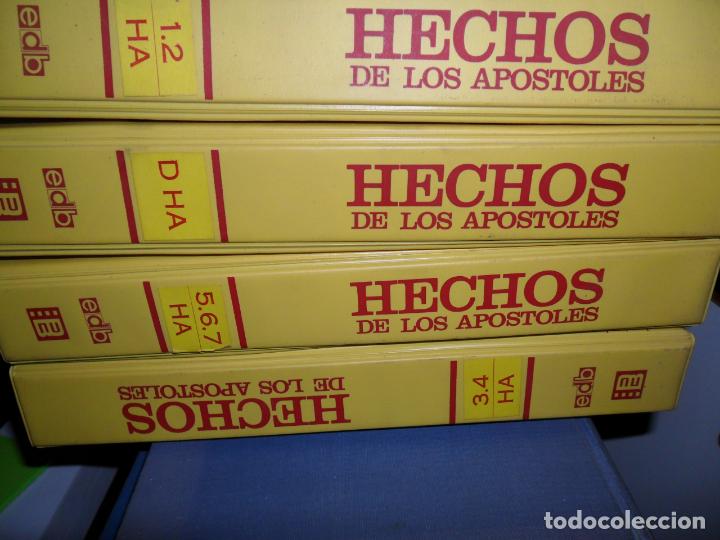 edb
1.2
HA
HECHOS
DE LOS APOSTOLES
edb
D HA
HECHOS
DE LOS APOSTOLES
edb
5.6.7
HA
HECHOS
DE LOS APOSTOLES
HECHOS
DE LOS APOSTOLES
3.4
HA
edb
todocoleccion.net